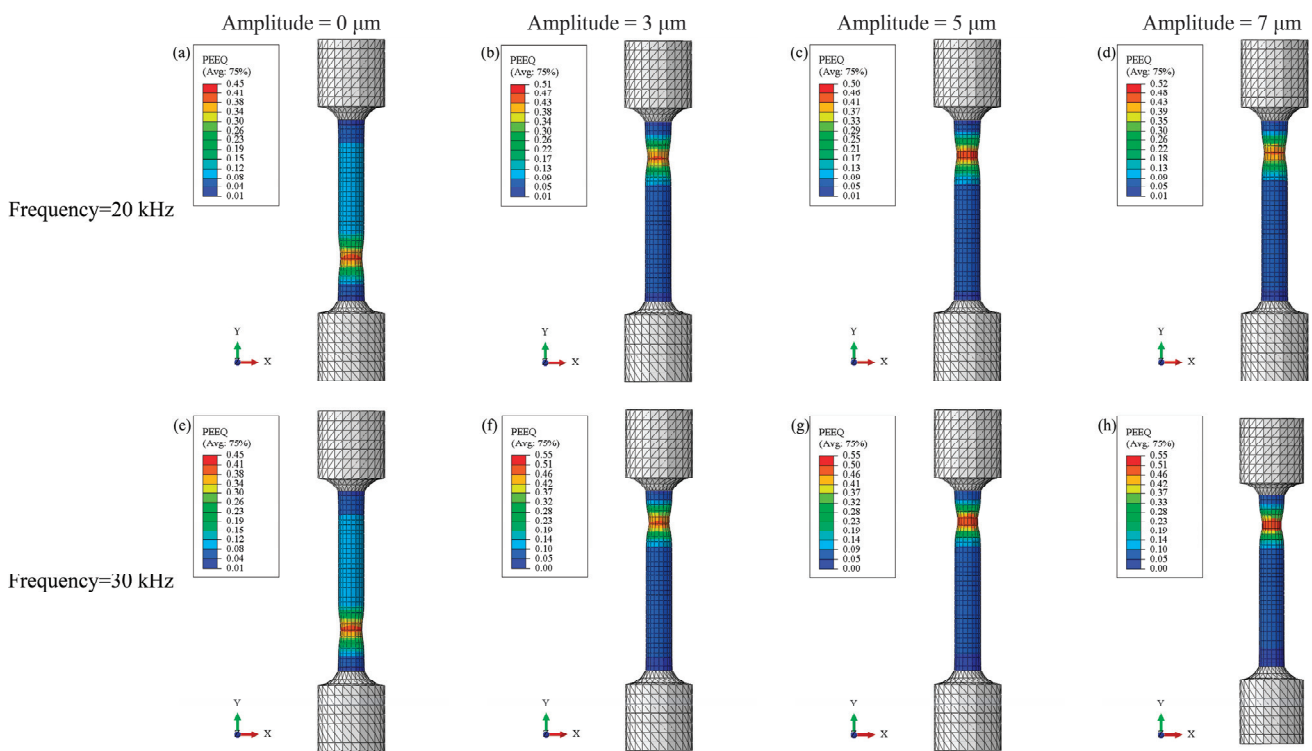 Amplitude = 0 μm
Amplitude = 3 μm
Amplitude = 5 μm
Amplitude = 7 μm
(a)
PEEQ
(Avg: 75%)
0.45
0.41
0.38
0.34
0.30
0.26
0.23
0.19
0.15
0.12
0.08
0.04
0.01
Y
X
(b)
PEEQ
(Avg: 75%)
0.51
0.47
0.43
0.38
0.34
0.30
0.26
0.22
0.17
0.13
0.09
0.05
0.01
Y
X
(c)
PEEQ
(Avg: 75%)
0.50
0.46
0.41
0.37
0.33
0.29
0.25
0.21
0.17
0.13
0.09
0.05
0.01
Y
X
(d)
PEEQ
(Avg: 75%)
0.52
0.48
0.43
0.39
0.35
0.30
0.26
0.22
0.18
0.13
0.09
0.05
0.01
Y
X
Frequency=20 kHz
(e)
PEEQ
(Avg: 75%)
0.45
0.41
0.38
0.34
0.30
0.26
0.23
0.19
0.15
0.12
0.08
0.04
0.01
Y
X
(f)
PEEQ
(Avg: 75%)
0.55
0.51
0.46
0.42
0.37
0.32
0.28
0.23
0.19
0.14
0.10
0.05
0.00
Y
X
(g)
PEEQ
(Avg: 75%)
0.55
0.50
0.46
0.41
0.37
0.32
0.28
0.23
0.19
0.14
0.09
0.05
0.00
Y
X
(h)
PEEQ
(Avg: 75%)
0.55
0.51
0.46
0.42
0.37
0.33
0.28
0.23
0.19
0.14
0.10
0.05
0.00
Y
X
Frequency=30 kHz